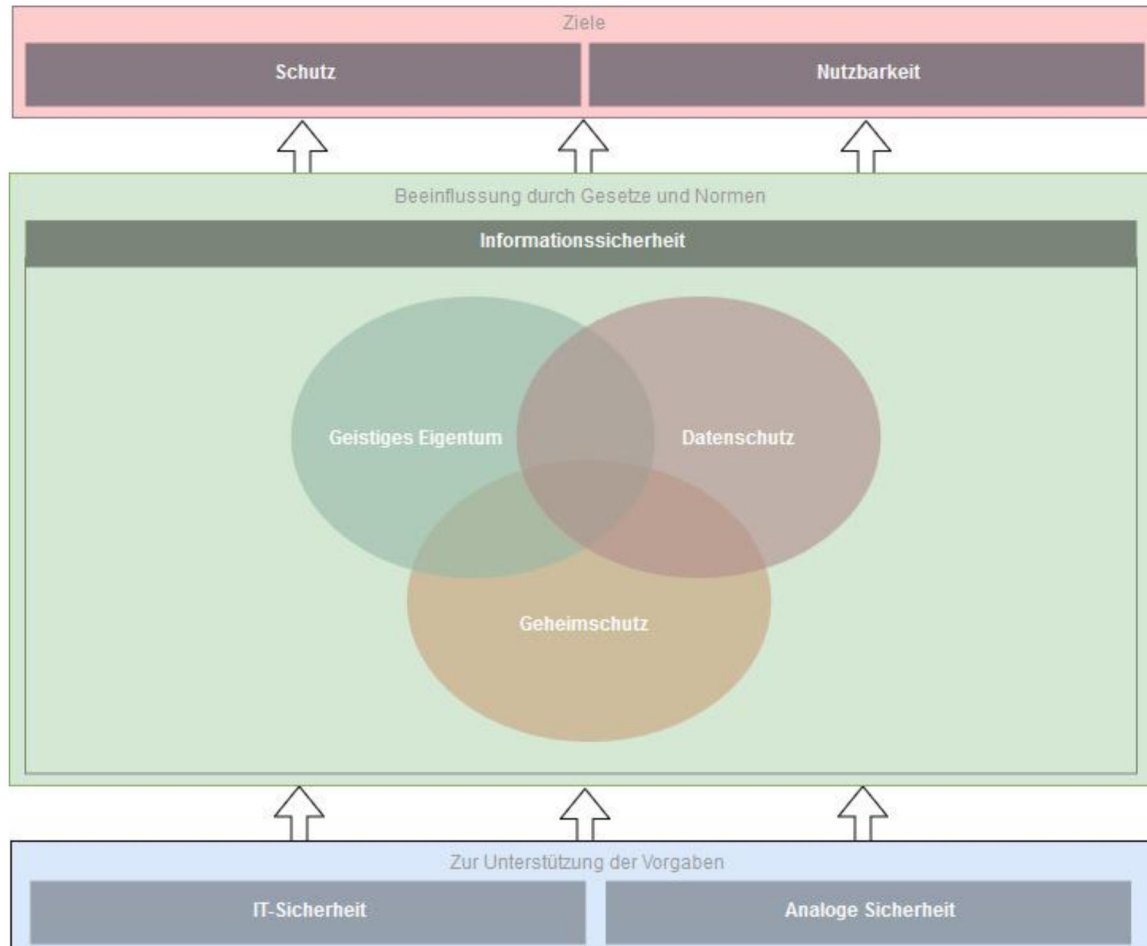 Ziele
Schutz
Nutzbarkeit
Beeinflussung durch Gesetze und Normen
Informationssicherheit
Geistiges Eigentum
Datenschutz
Geheimschutz
Zur Unterstützung der Vorgaben
IT-Sicherheit
Analoge Sicherheit